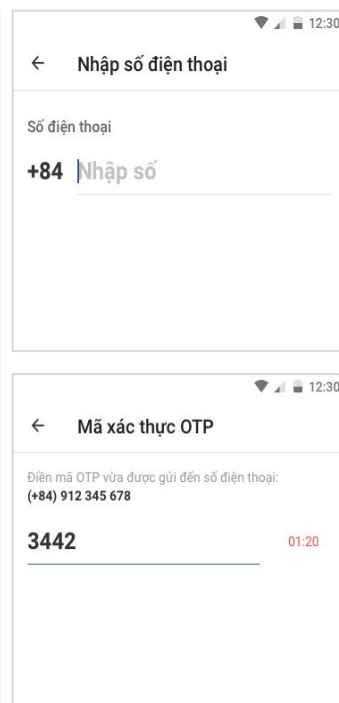 12:30
Nhập số điện thoại
Số điện thoại
+84 Nhập số
12:30
Mã xác thực OTP
Điền mã OTP vừa được gửi đến số điện thoại:
(+84) 912 345 678
3442 01:20